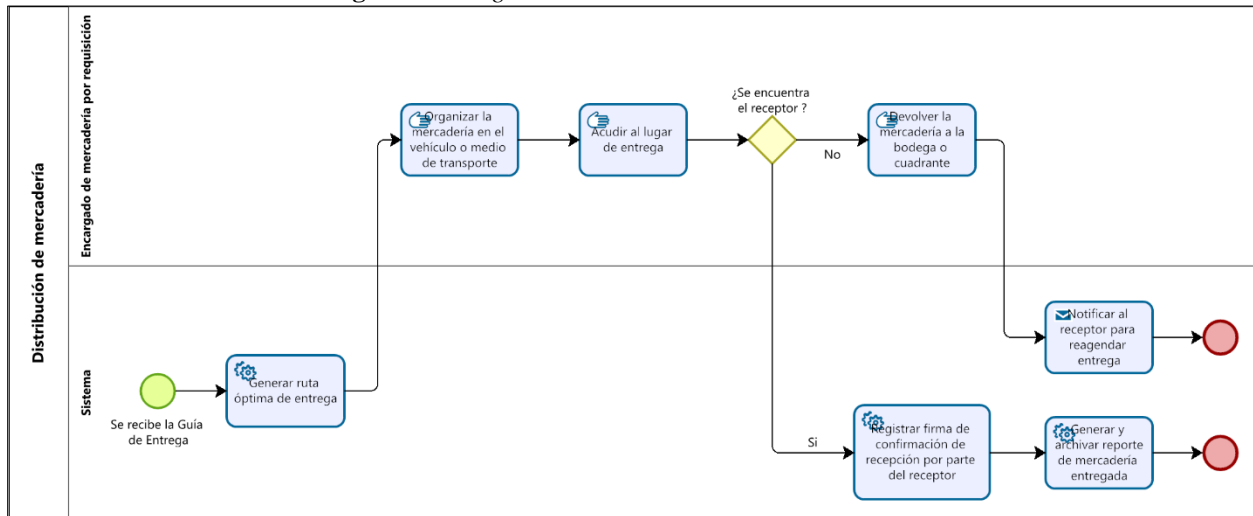 Distribución de mercadería
Encargado de mercadería por requisición
Organizar la
mercadería en el
vehículo o medio
de transporte
Acudir al lugar
de entrega
¿Se encuentra
el receptor ?
No
Devolver la
mercadería a la
bodega o
cuadrante
Sistema
Se recibe la Guía
de Entrega
Generar ruta
óptima de entrega
Notificar al
receptor para
reagendar
entrega
Si
Registrar firma de
confirmación de
recepción por parte
del receptor
Generar y
archivar reporte
de mercadería
entregada